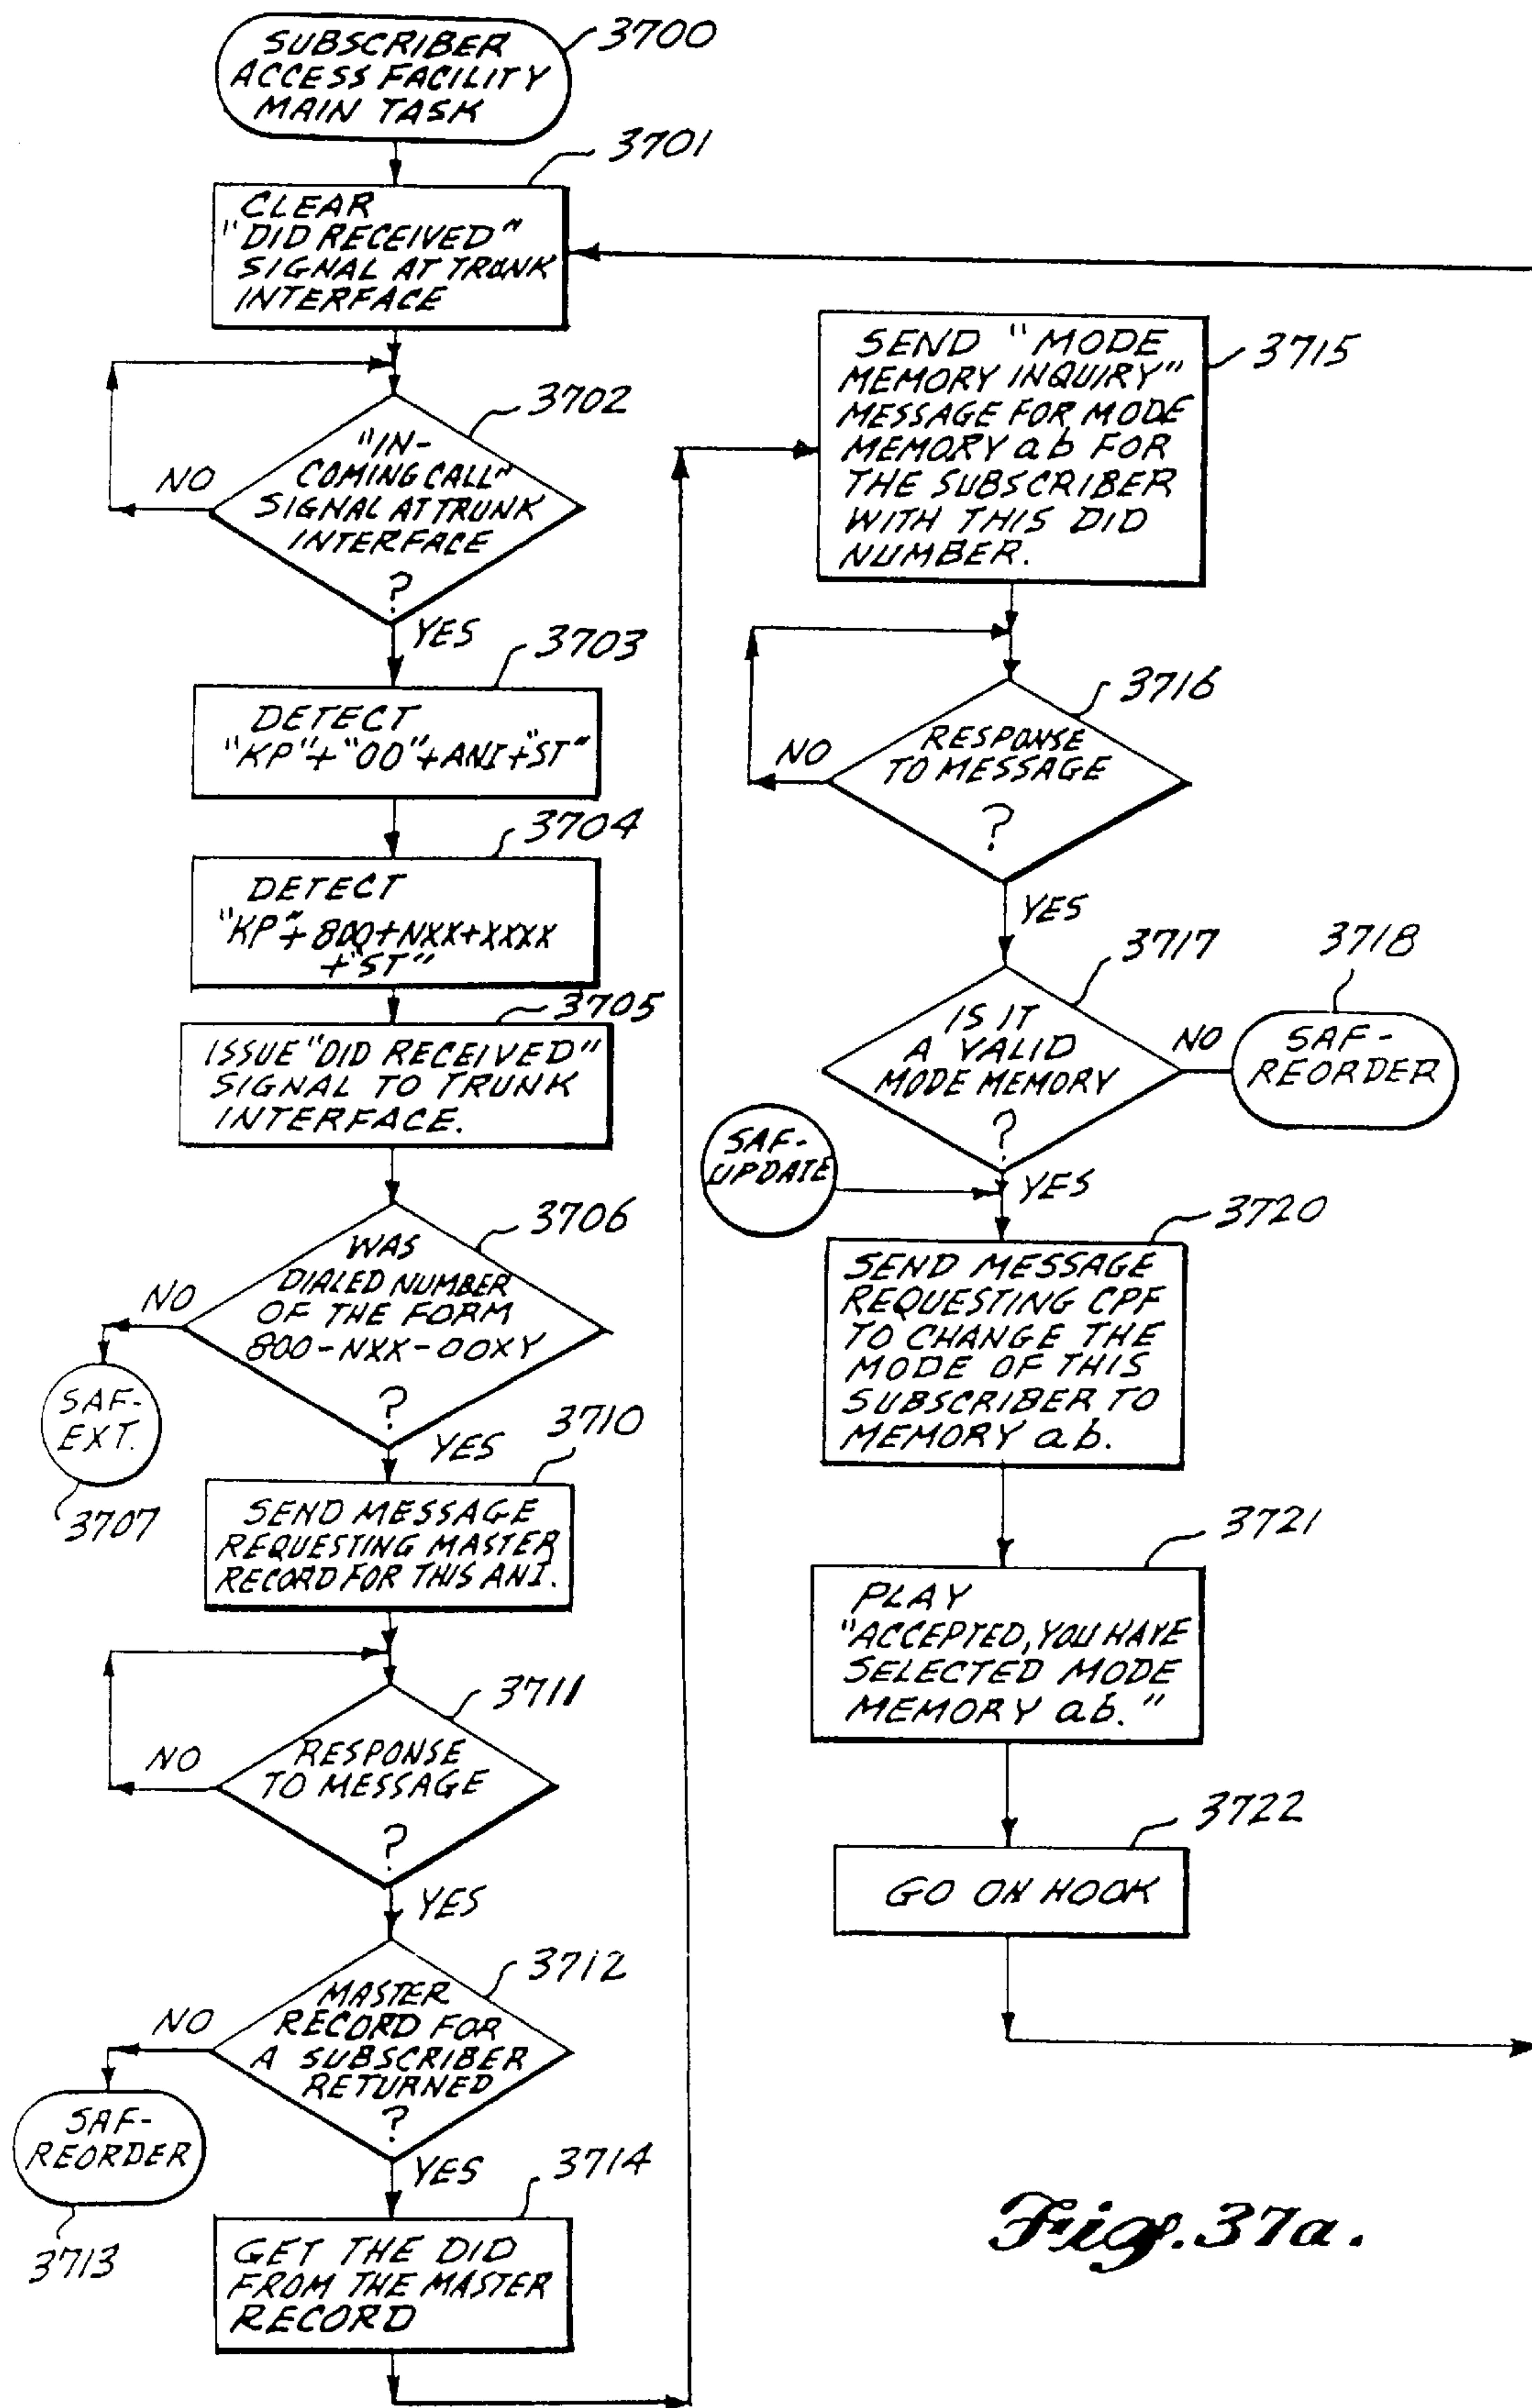 SUBSCRIBER
ACCESS FACILITY
MAIN TASK
3700
3701
CLEAR
"DID RECEIVED"
SIGNAL AT TRUNK
INTERFACE
3702
"IN-
COMING CALL"
SIGNAL AT TRUNK
INTERFACE
?
NO
YES
3703
DETECT
"KP"+"00"+ANI+"ST"
3704
DETECT
"KP"+800+NXX+XXXX
+"ST"
3705
ISSUE "DID RECEIVED"
SIGNAL TO TRUNK
INTERFACE.
3706
WAS
DIALED NUMBER
OF THE FORM
800-NXX-00XY
?
NO
SAF-
EXT.
3707
YES
3710
SEND MESSAGE
REQUESTING MASTER
RECORD FOR THIS ANI.
3711
RESPONSE
TO MESSAGE
?
NO
YES
3712
MASTER
RECORD FOR
A SUBSCRIBER
RETURNED
?
NO
SAF-
REORDER
3713
YES
3714
GET THE DID
FROM THE MASTER
RECORD
SEND "MODE
MEMORY INQUIRY"
MESSAGE FOR MODE
MEMORY ab FOR
THE SUBSCRIBER
WITH THIS DID
NUMBER.
3715
3716
RESPONSE
TO MESSAGE
?
NO
YES
3717
IS IT
A VALID
MODE MEMORY
?
NO
3718
SAF-
REORDER
SAF-
UPDATE
YES
3720
SEND MESSAGE
REQUESTING CPF
TO CHANGE THE
MODE OF THIS
SUBSCRIBER TO
MEMORY ab.
3721
PLAY
"ACCEPTED, YOU HAVE
SELECTED MODE
MEMORY ab."
3722
GO ON HOOK
Fig. 37a.